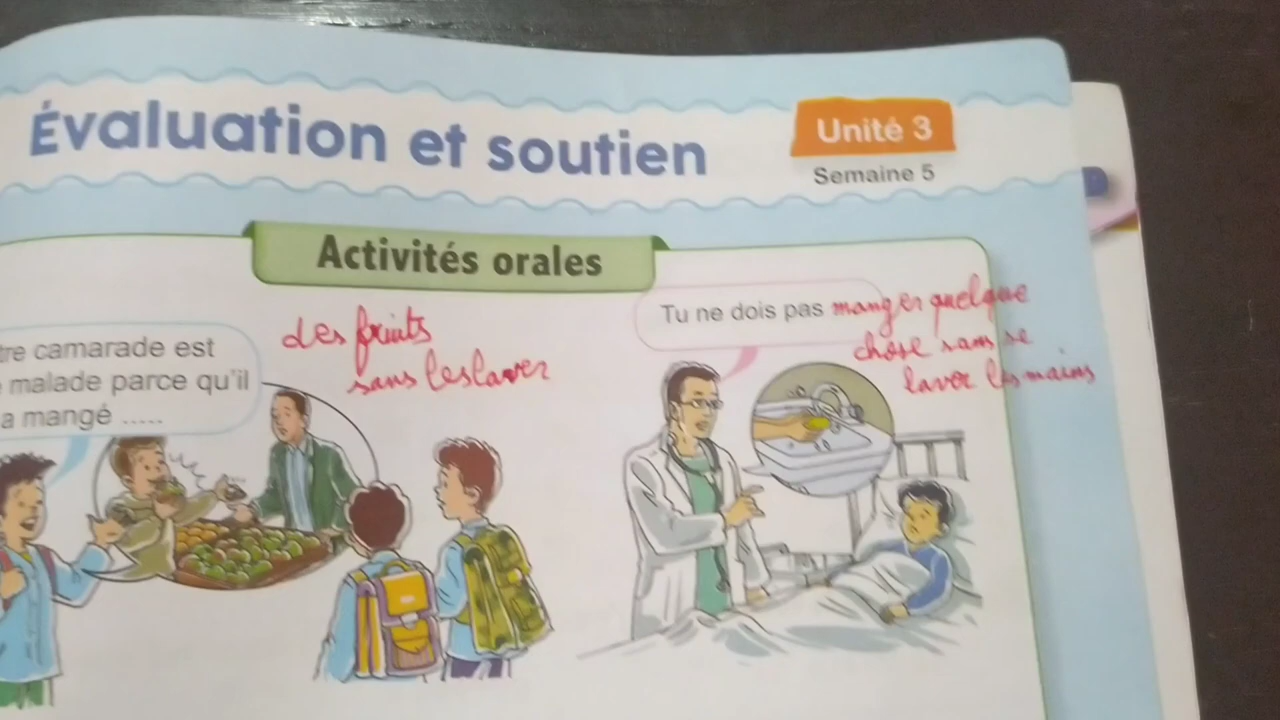 Évaluation et soutien
Unité 3
Semaine 5
Activités orales
tre camarade est
malade parce qu'il
a mangé .....
des fruits
sans les laver
Tu ne dois pas manger quelque
chose sans se
laver les mains